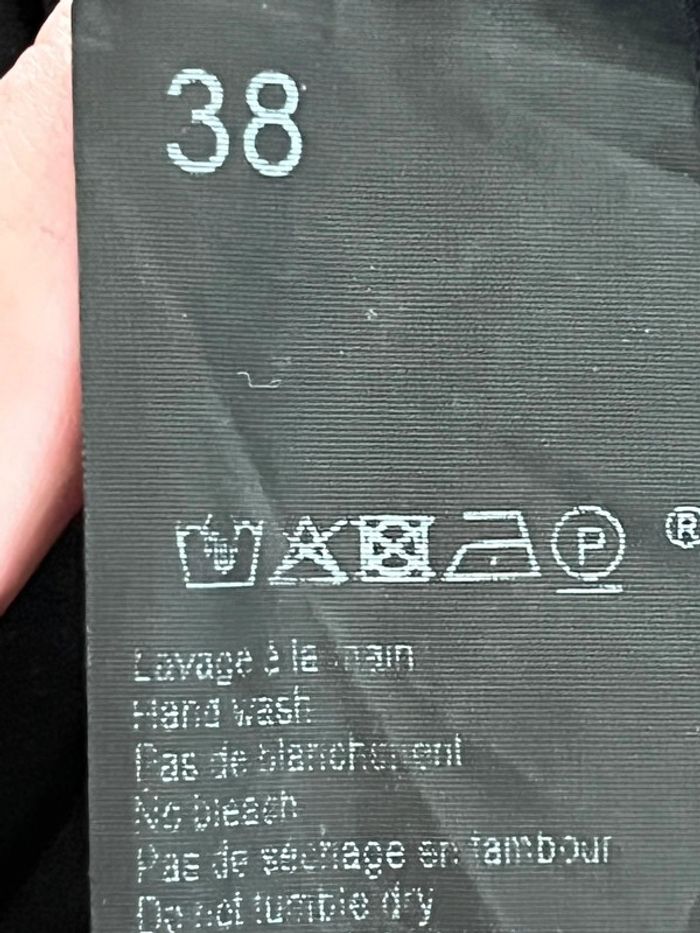 38
P ®
Lavage à la main
Hand wash
Pas de blanchement
No bleach
Pas de séchage en tambour
Do not tumble dry